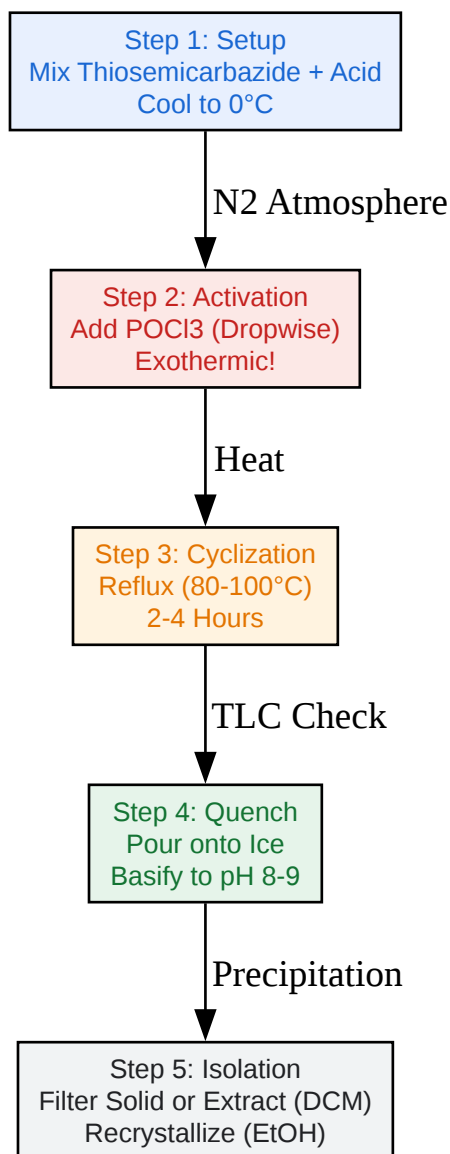 Step 1: Setup
Mix Thiosemicarbazide + Acid
Cool to 0°C
N2 Atmosphere
Step 2: Activation
Add POCl3 (Dropwise)
Exothermic!
Heat
Step 3: Cyclization
Reflux (80-100°C)
2-4 Hours
TLC Check
Step 4: Quench
Pour onto Ice
Basify to pH 8-9
Precipitation
Step 5: Isolation
Filter Solid or Extract (DCM)
Recrystallize (EtOH)